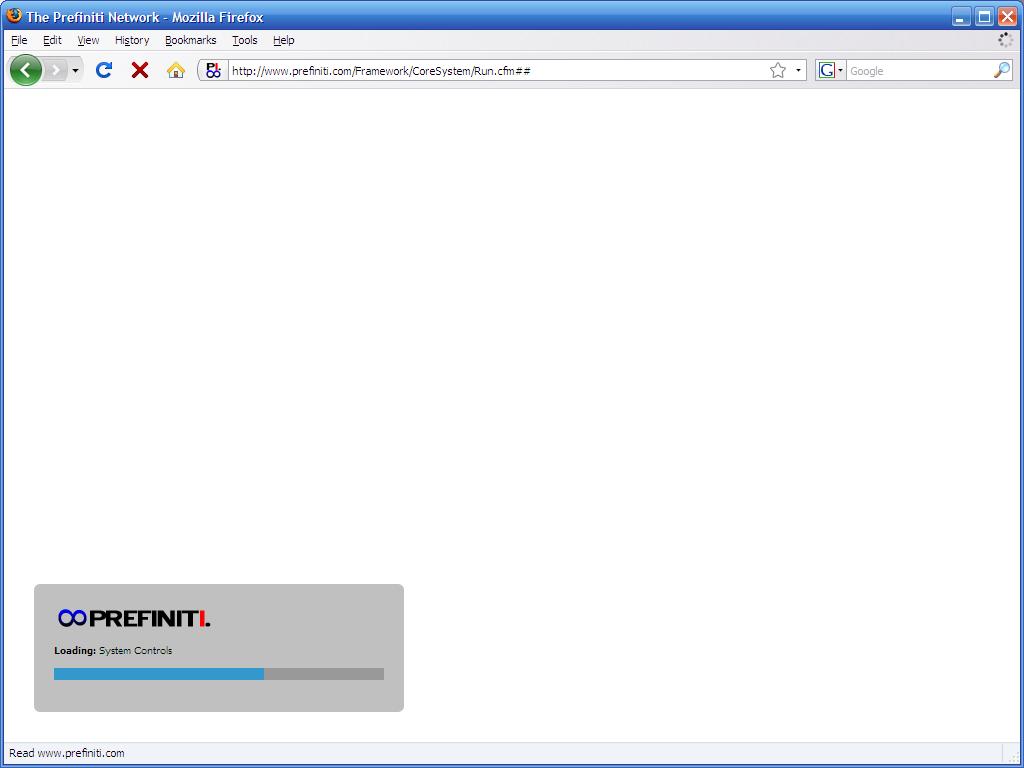 The Prefiniti Network - Mozilla Firefox
File Edit View History Bookmarks Tools Help
http://www.prefiniti.com/Framework/CoreSystem/Run.cfm##
G Google
PREFINITI.
Loading: System Controls
Read www.prefiniti.com